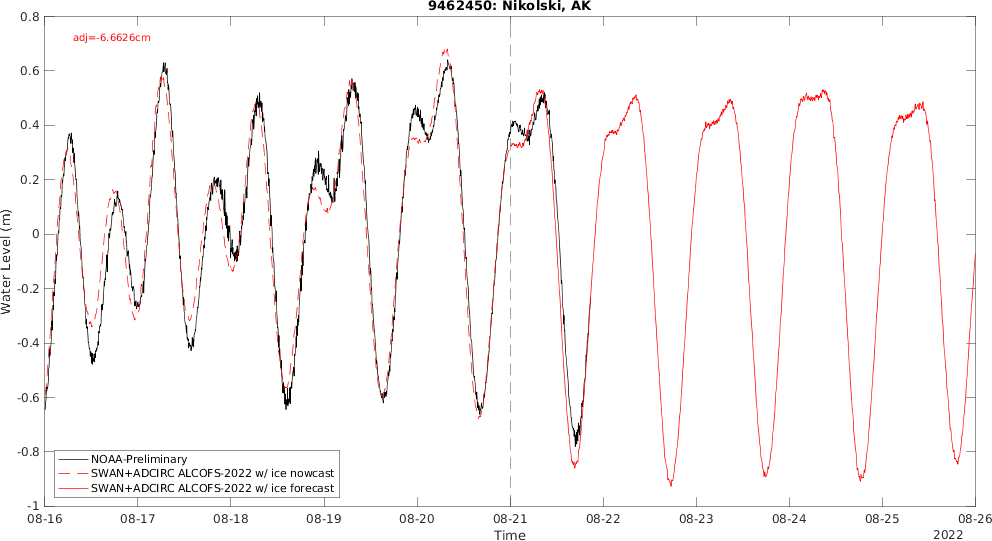 9462450: Nikolski, AK
adj=-6.6626cm
0.8
0.6
0.4
0.2
0
-0.2
-0.4
-0.6
-0.8
-1
Water Level (m)
NOAA-Preliminary
SWAN+ADCIRC ALCOFS-2022 w/ ice nowcast
SWAN+ADCIRC ALCOFS-2022 w/ ice forecast
08-16 08-17 08-18 08-19 08-20 08-21 08-22 08-23 08-24 08-25 08-26
Time
2022